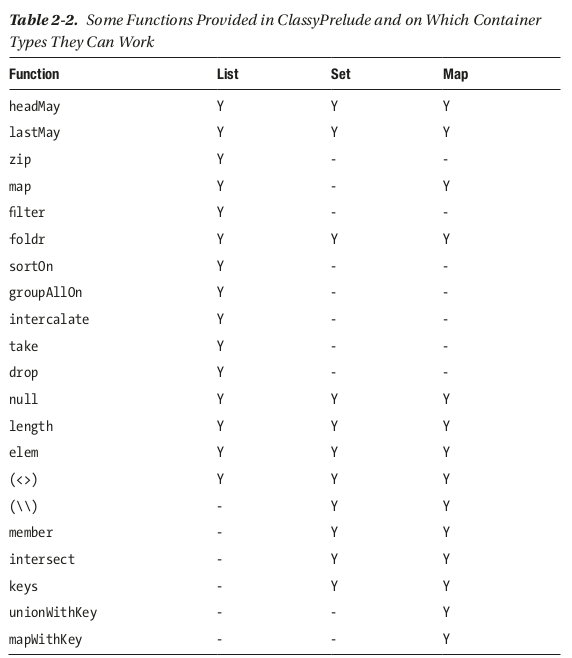 Table 2-2. Some Functions Provided in ClassyPrelude and on Which Container
Types They Can Work
Function List Set Map
headMay Y Y Y
lastMay Y Y Y
zip Y - -
map Y - Y
filter Y - -
foldr Y Y Y
sortOn Y - -
groupAllOn Y - -
intercalate Y - -
take Y - -
drop Y - -
null Y Y Y
length Y Y Y
elem Y Y Y
(<>) Y Y Y
(\\) - Y Y
member - Y Y
intersect - Y Y
keys - Y Y
unionWithKey - - Y
mapWithKey - - Y